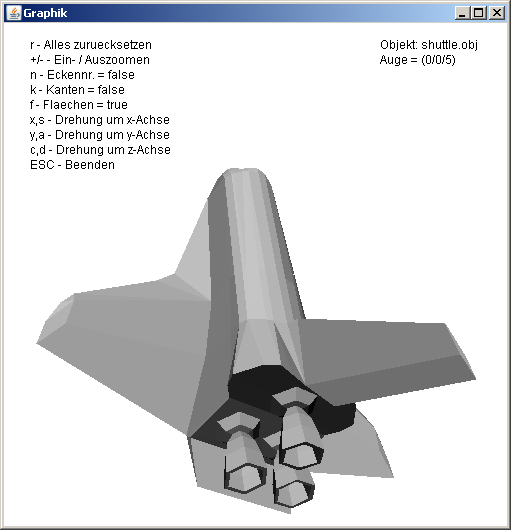 Graphik
r - Alles zuruecksetzen
+/- - Ein- / Auszoomen
n - Eckennr. = false
k - Kanten = false
f - Flaechen = true
x,s - Drehung um x-Achse
y,a - Drehung um y-Achse
c,d - Drehung um z-Achse
ESC - Beenden
Objekt: shuttle.obj
Auge = (0/0/5)